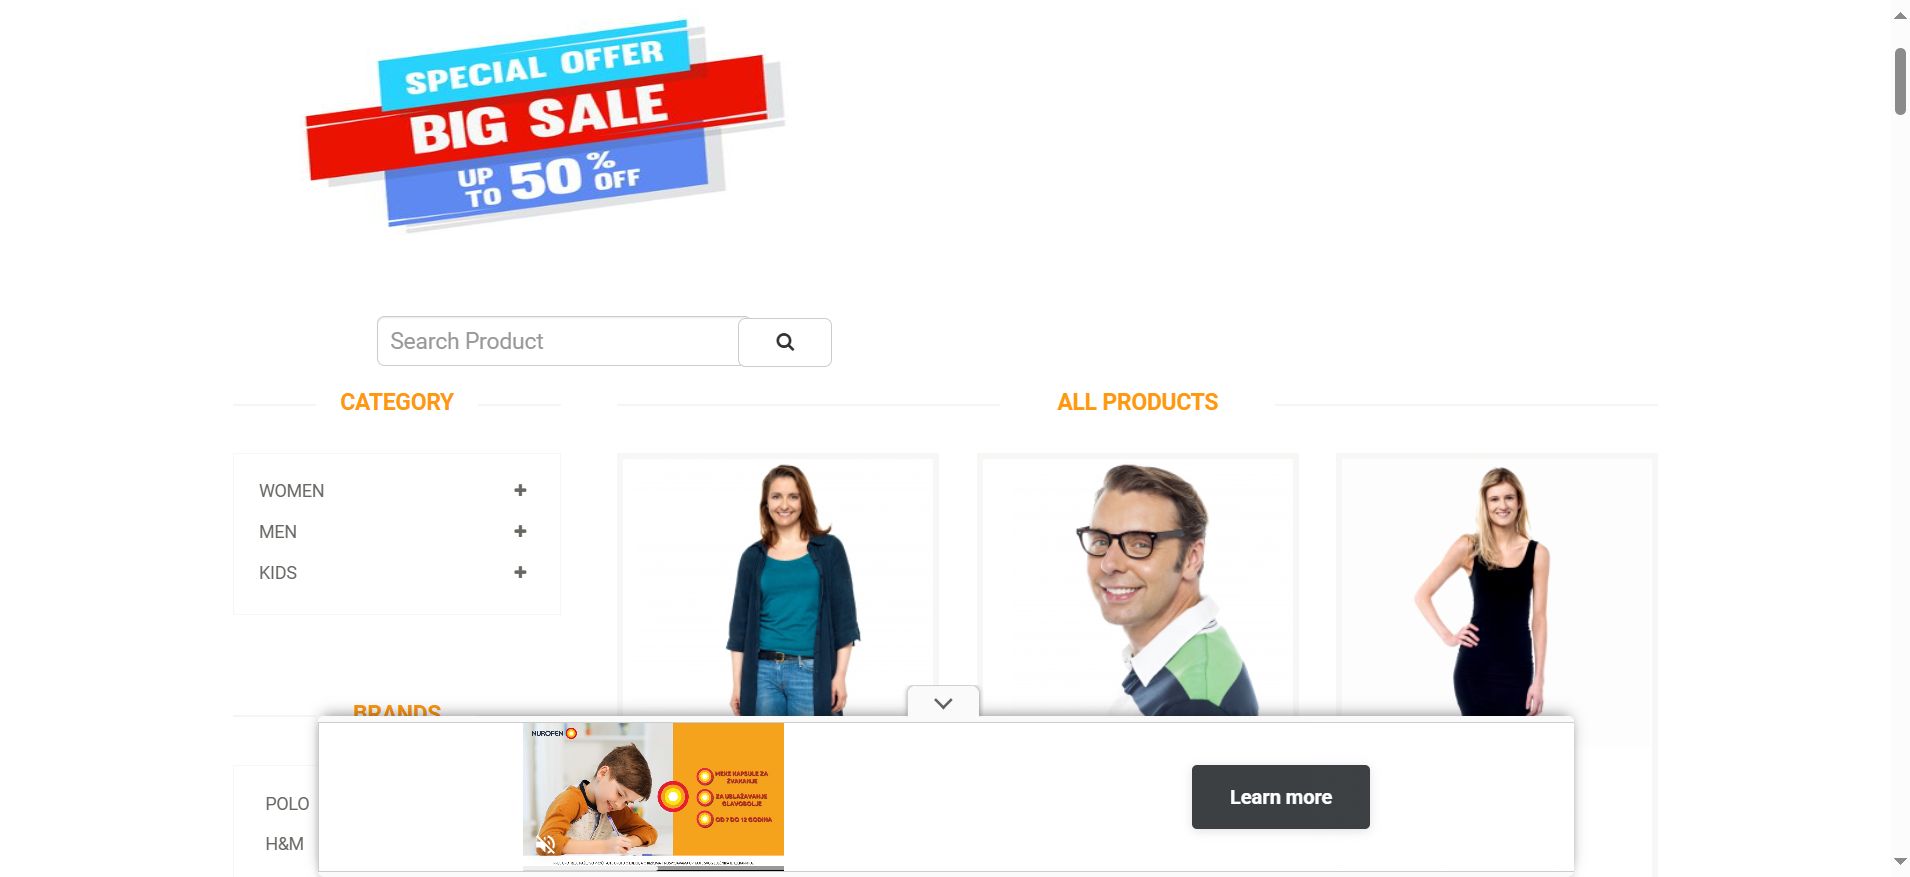 SPECIAL OFFER
BIG SALE
UP TO 50% OFF
Search Product
CATEGORY
ALL PRODUCTS
WOMEN
MEN
KIDS
BRANDS
POLO
H&M
NUROFEN
MEKE KAPSULE ZA
ŽVAKANJE
ZA UBLAŽAVANJE
GLAVOBOLJE
OD 7 DO 12 GODINA
Learn more